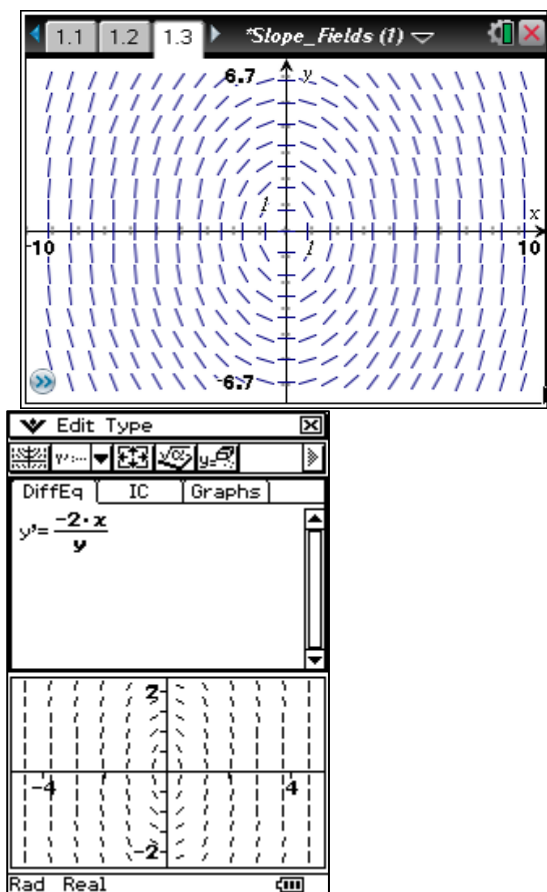 1.1 1.2 1.3 *Slope_Fields (1)
6.7 y
1
x
-10 1 10
-6.7
Edit Type
DiffEq IC Graphs
y'= -2·x
y
2
-4 4
-2
Rad Real